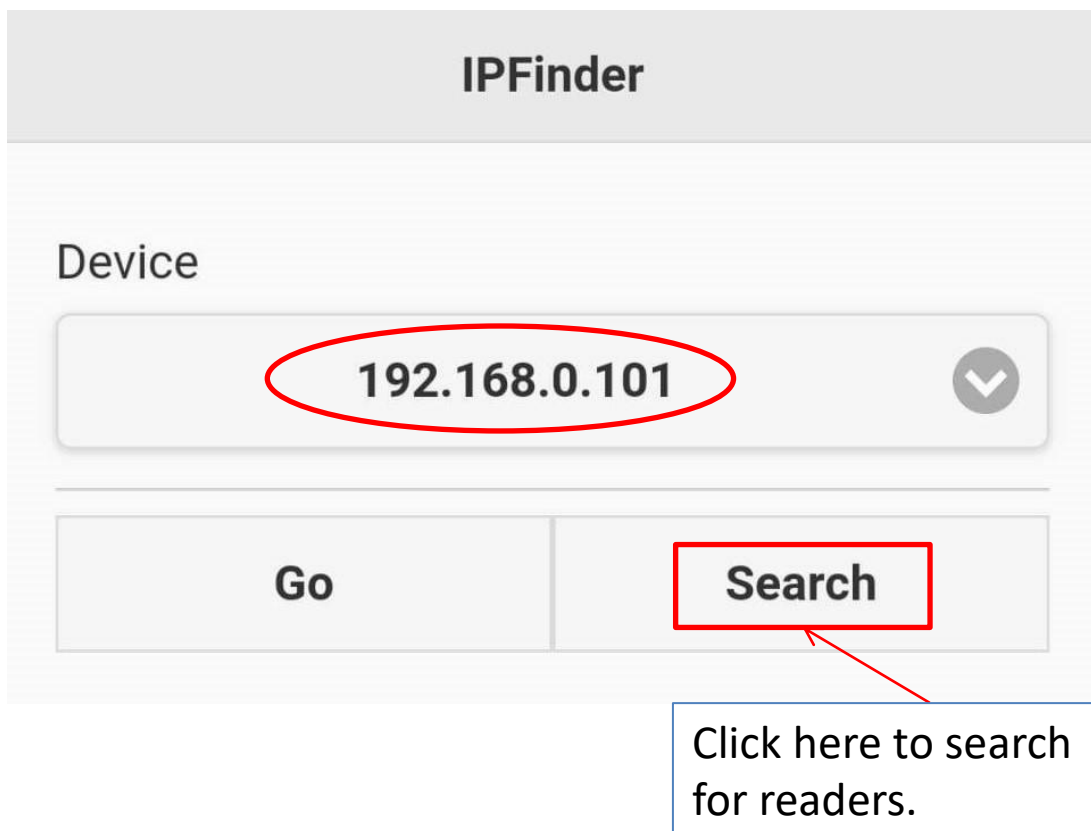 IPFinder
Device
192.168.0.101
Go
Search
Click here to search
for readers.